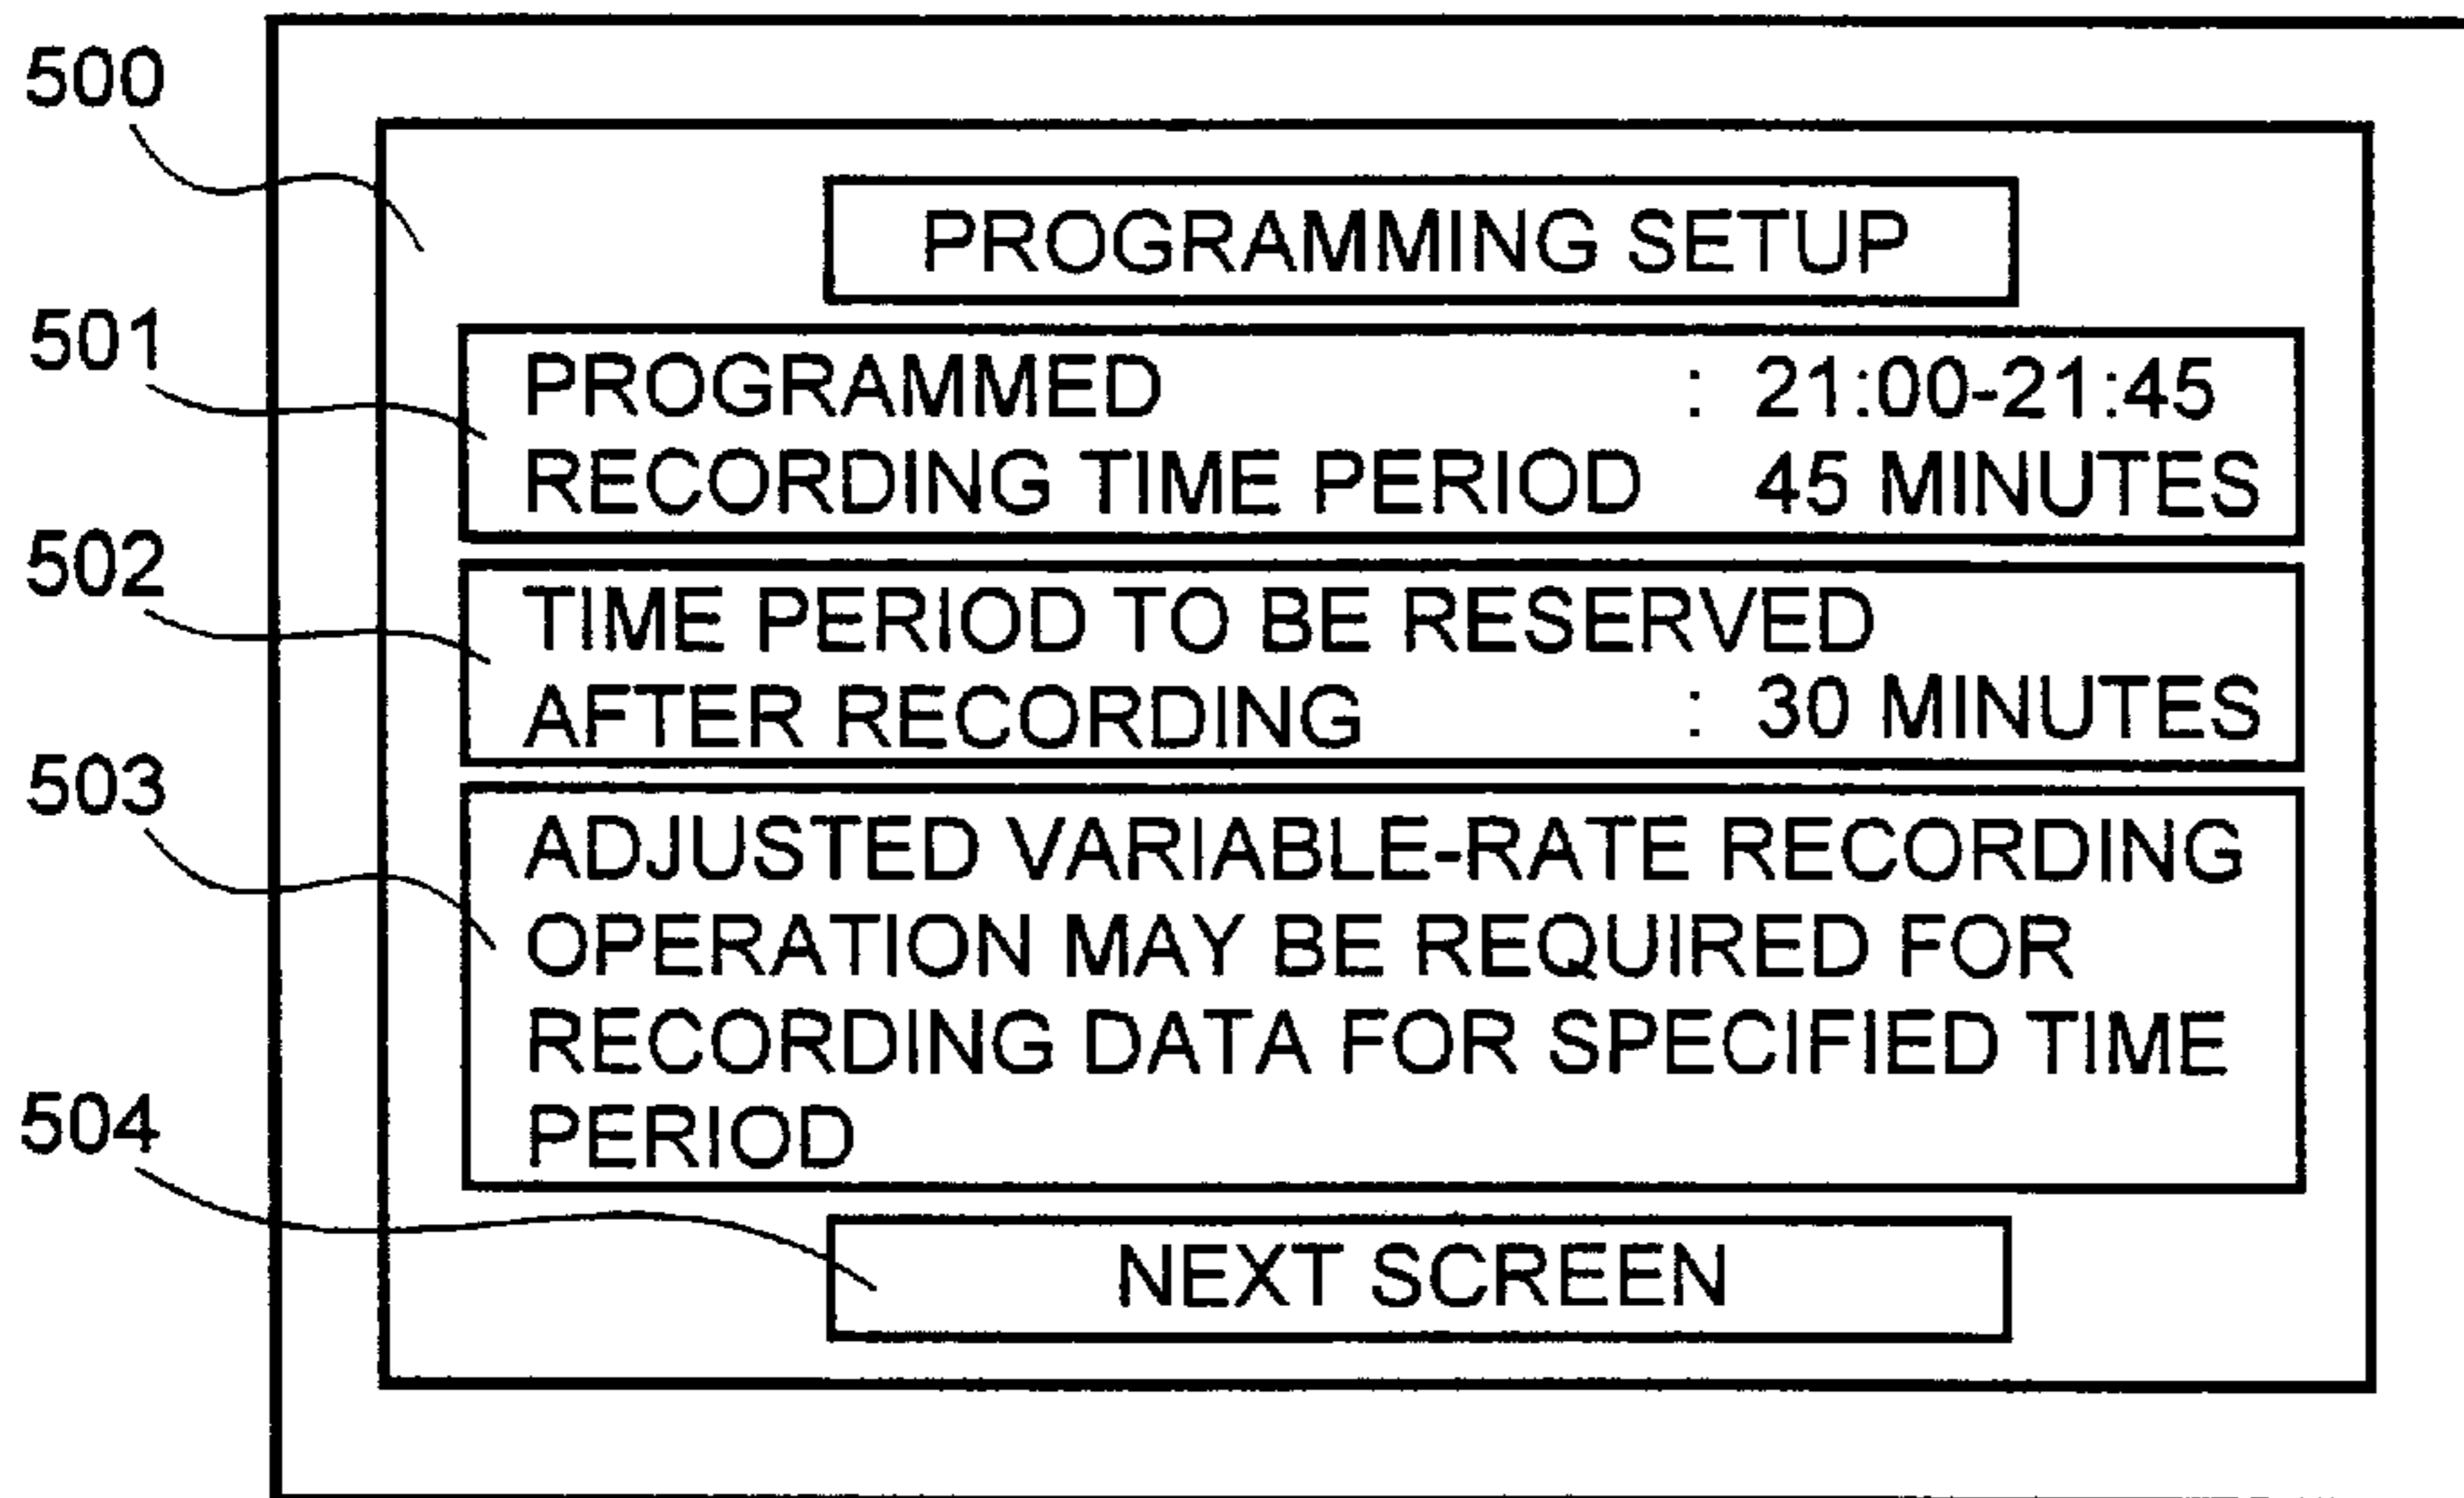 500
PROGRAMMING SETUP
501
PROGRAMMED : 21:00-21:45
RECORDING TIME PERIOD 45 MINUTES
502
TIME PERIOD TO BE RESERVED
AFTER RECORDING : 30 MINUTES
503
ADJUSTED VARIABLE-RATE RECORDING
OPERATION MAY BE REQUIRED FOR
RECORDING DATA FOR SPECIFIED TIME
PERIOD
504
NEXT SCREEN